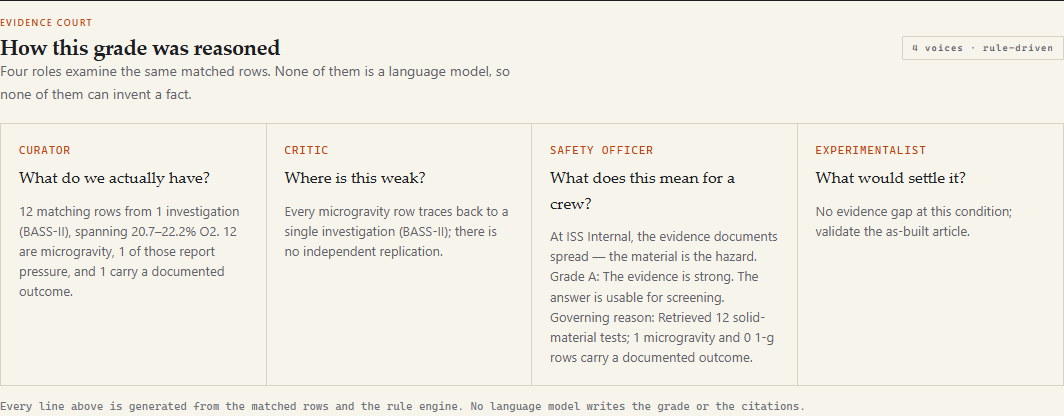 EVIDENCE COURT
How this grade was reasoned
4 voices · rule-driven
Four roles examine the same matched rows. None of them is a language model, so
none of them can invent a fact.
CURATOR
What do we actually have?
12 matching rows from 1 investigation
(BASS-II), spanning 20.7–22.2% O2. 12
are microgravity, 1 of those report
pressure, and 1 carry a documented
outcome.
CRITIC
Where is this weak?
Every microgravity row traces back to a
single investigation (BASS-II); there is
no independent replication.
SAFETY OFFICER
What does this mean for a
crew?
At ISS Internal, the evidence documents
spread — the material is the hazard.
Grade A: The evidence is strong. The
answer is usable for screening.
Governing reason: Retrieved 12 solid-
material tests; 1 microgravity and 0 1-g
rows carry a documented outcome.
EXPERIMENTALIST
What would settle it?
No evidence gap at this condition;
validate the as-built article.
Every line above is generated from the matched rows and the rule engine. No language model writes the grade or the citations.